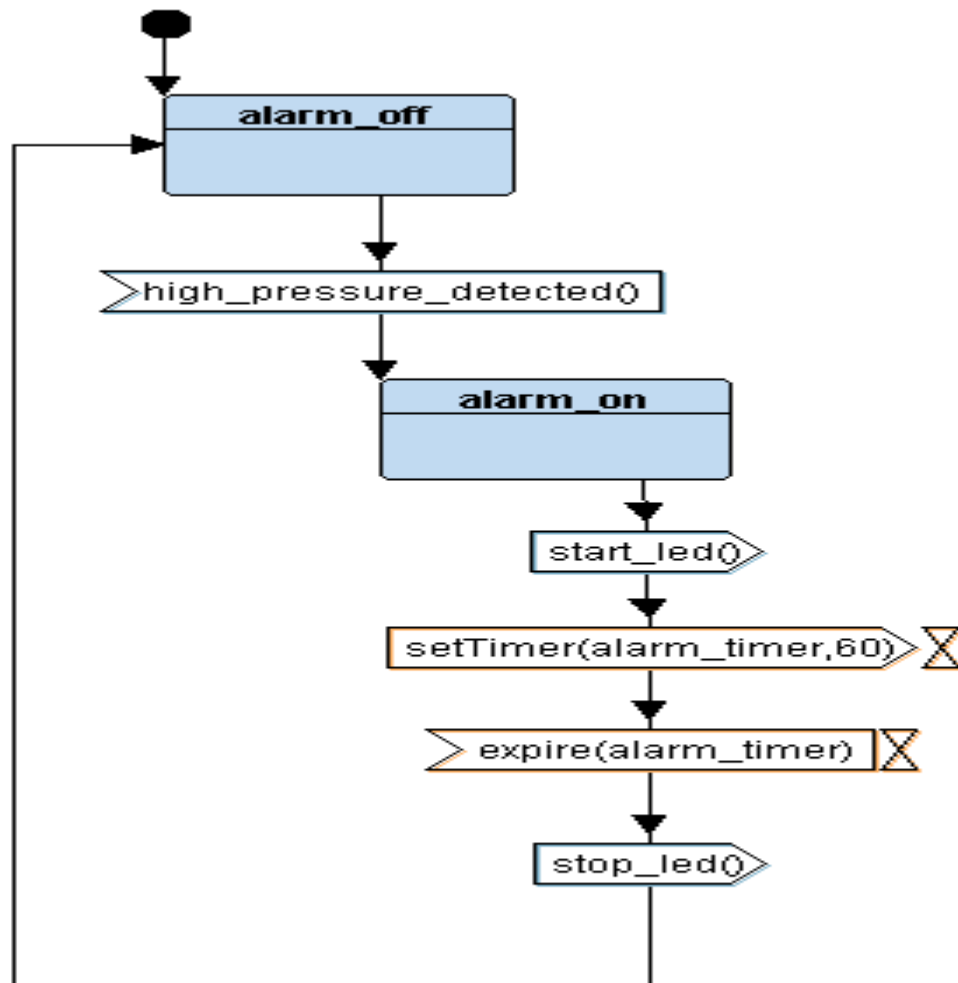 alarm_off
high_pressure_detected()
alarm_on
start_led()
setTimer(alarm_timer,60)
expire(alarm_timer)
stop_led()